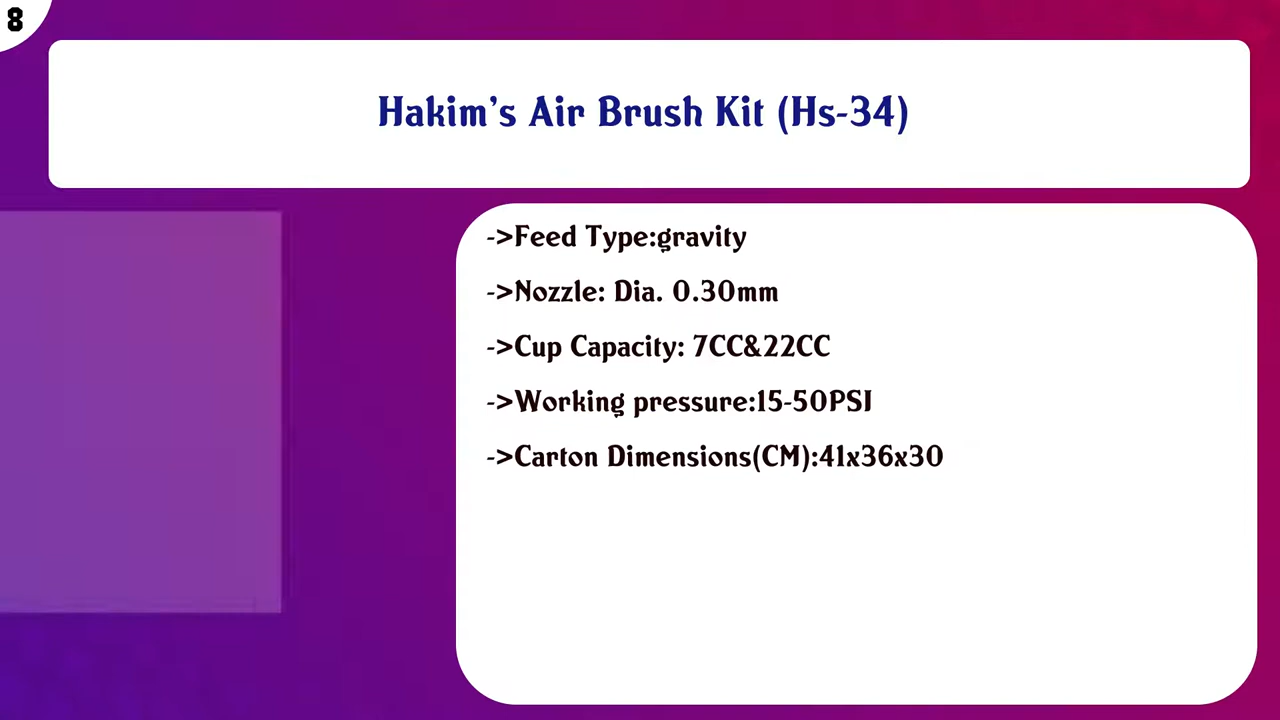 8
Hakim's Air Brush Kit (Hs-34)
->Feed Type:gravity
->Nozzle: Dia. 0.30mm
->Cup Capacity: 7CC&22CC
->Working pressure:15-50PSI
->Carton Dimensions(CM):41x36x30